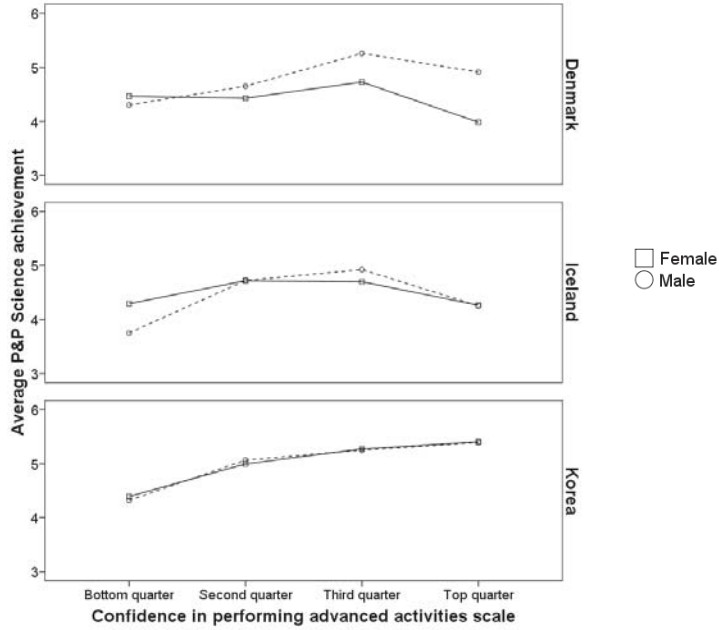 Average P&P Science achievement
6
5
4
3
Denmark
6
5
4
3
Iceland
6
5
4
3
Korea
Bottom quarter Second quarter Third quarter Top quarter
Confidence in performing advanced activities scale
Female
Male